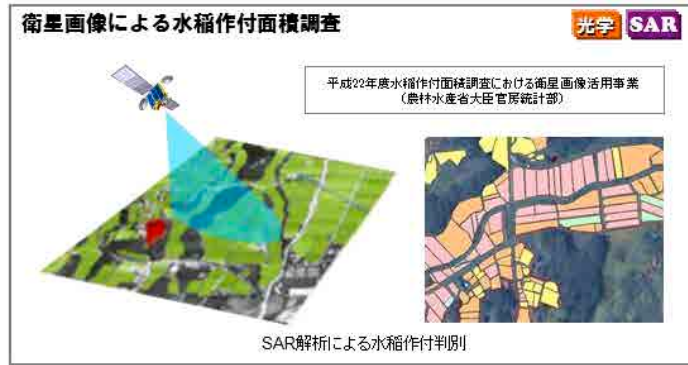 衛星画像による水稲作付面積調査
光学 SAR
平成22年度水稲作付面積調査における衛星画像活用事業
(農林水産省大臣官房統計部)
SAR解析による水稲作付判別